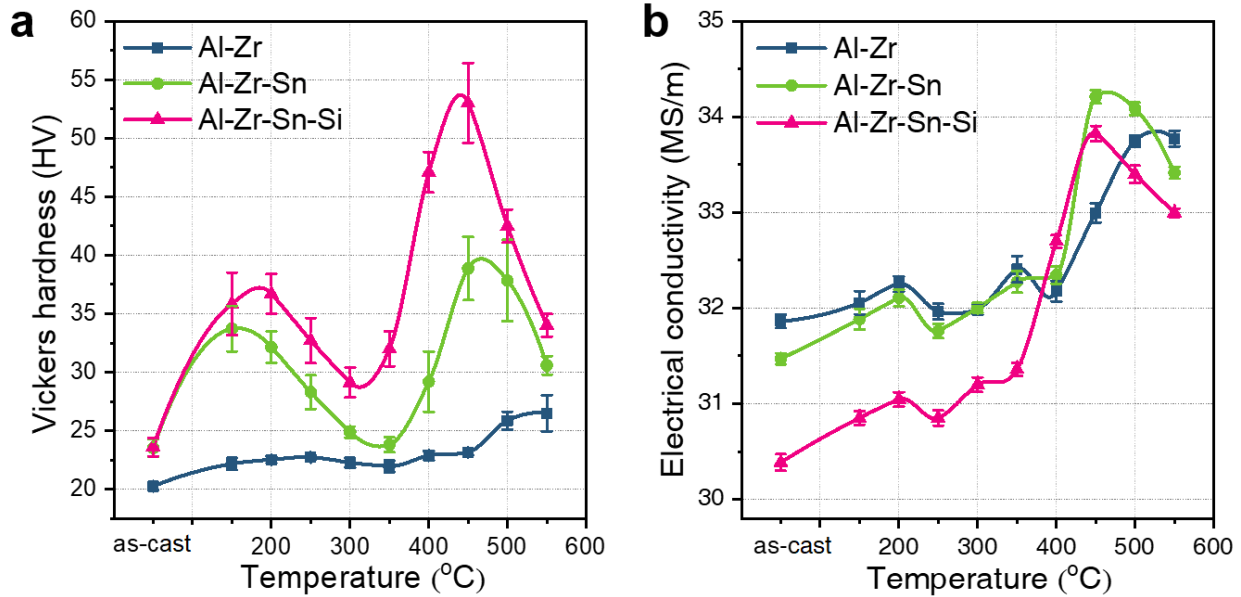 a
Vickers hardness (HV)
60
55
50
45
40
35
30
25
20
Al-Zr
Al-Zr-Sn
Al-Zr-Sn-Si
as-cast 200 300 400 500 600
Temperature (°C)
b
Electrical conductivity (MS/m)
35
34
33
32
31
30
Al-Zr
Al-Zr-Sn
Al-Zr-Sn-Si
as-cast 200 300 400 500 600
Temperature (°C)